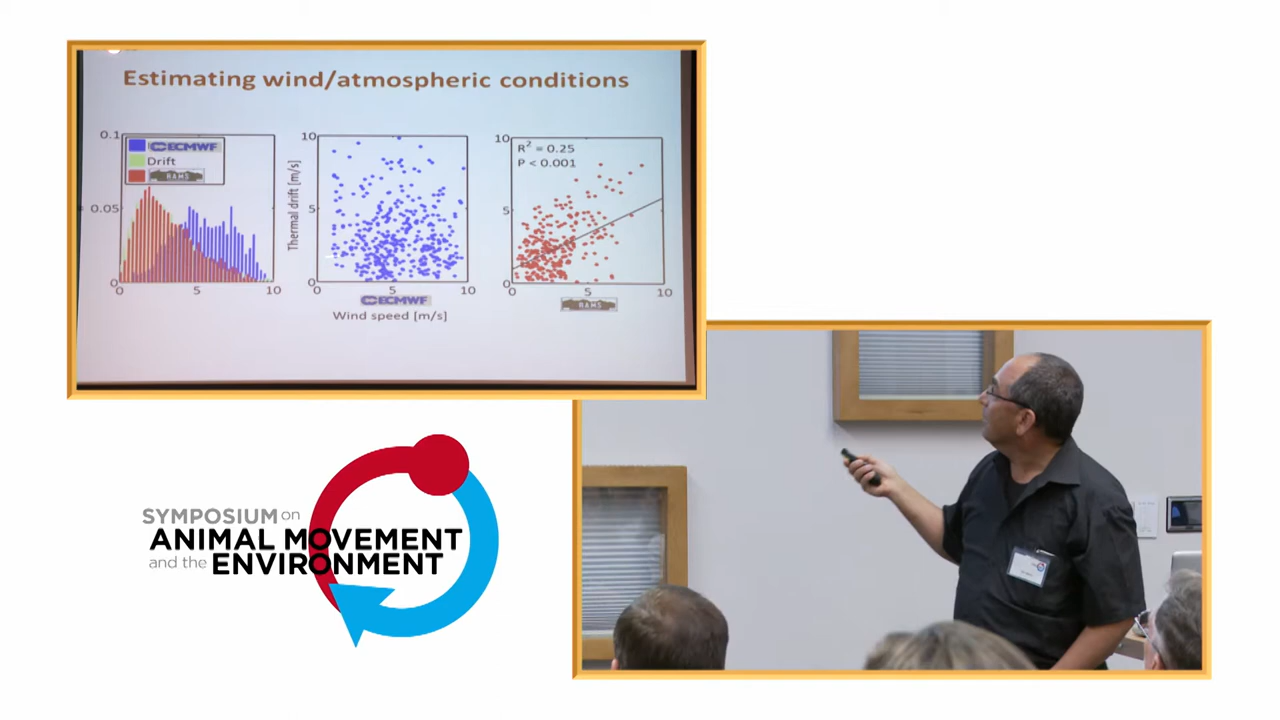 Estimating wind/atmospheric conditions
0.1
0.05
0
0
5
10
ECMWF
Drift
RAMS
Thermal drift [m/s]
10
5
0
0
5
10
ECMWF
Wind speed [m/s]
10
5
0
R² = 0.25
P < 0.001
0
5
10
RAMS
SYMPOSIUM on
ANIMAL MOVEMENT
and the ENVIRONMENT